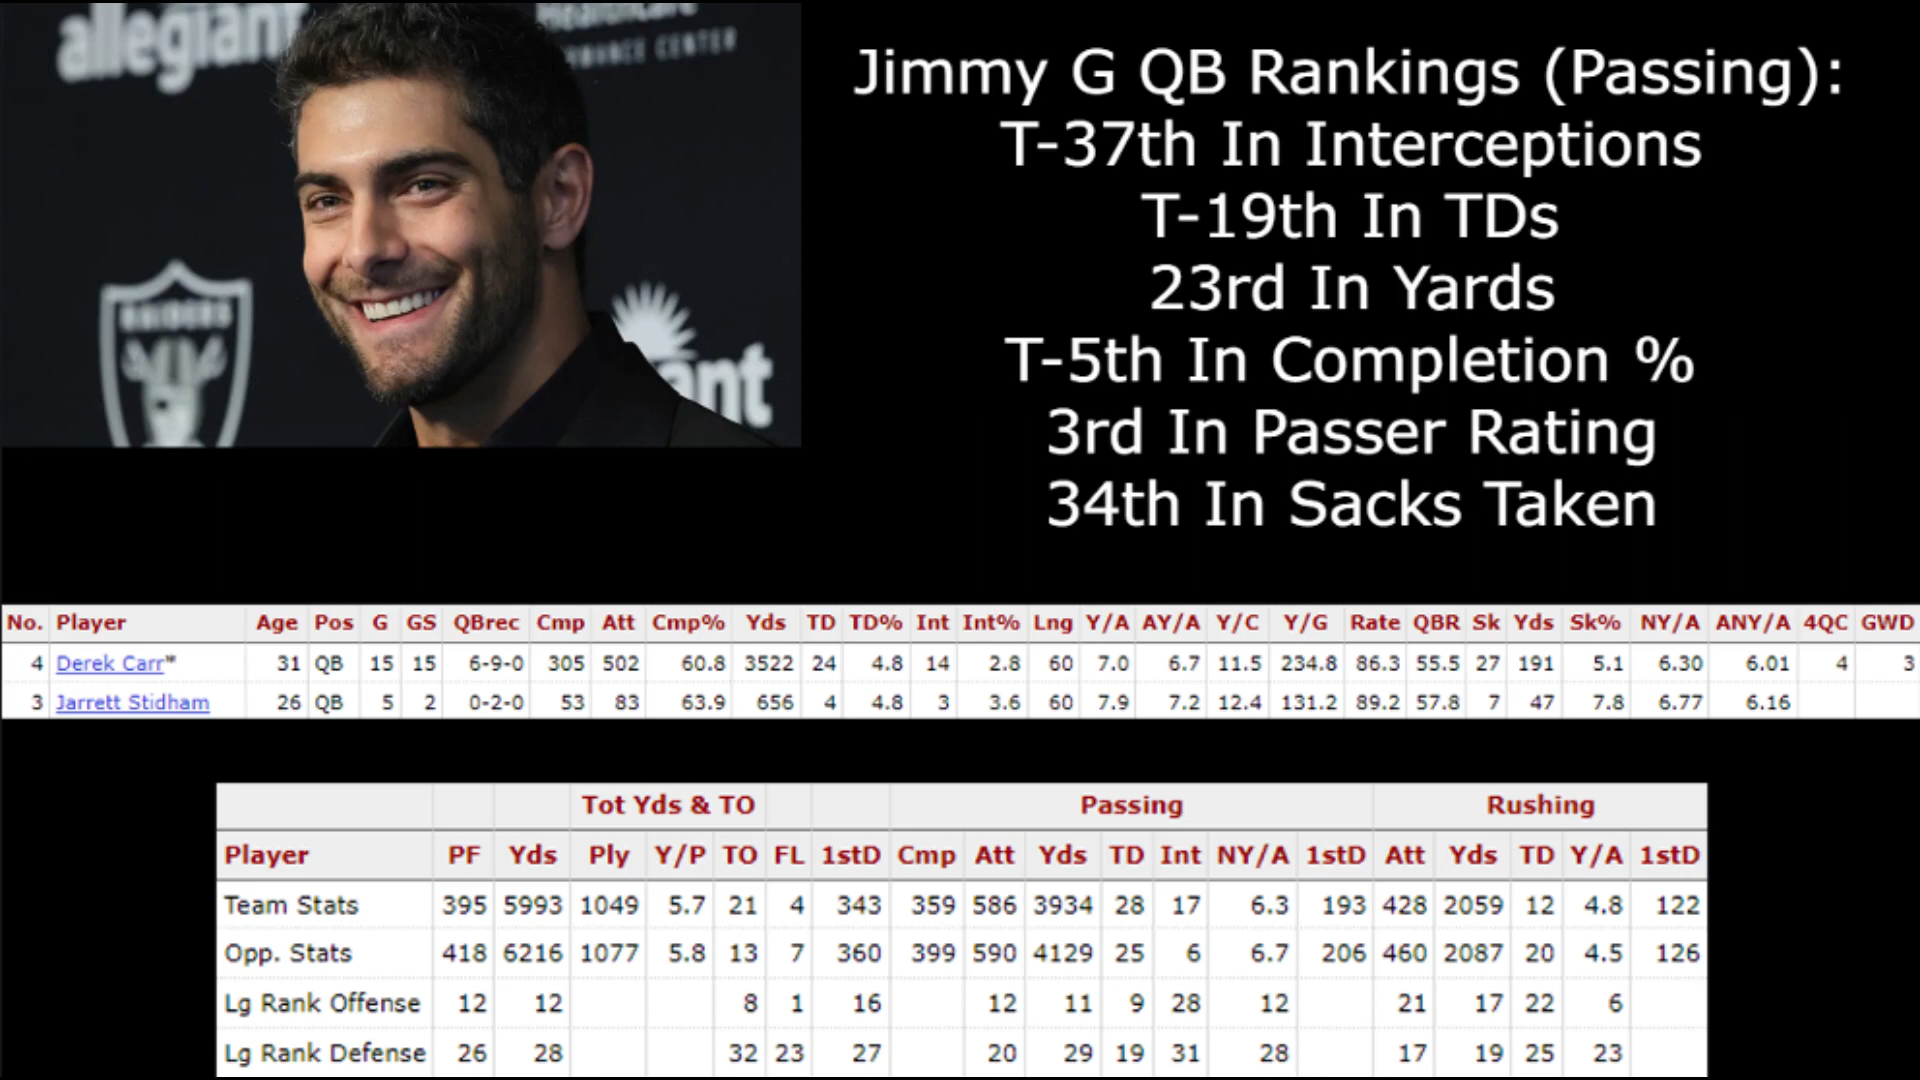 allegiant
Healthcare
PERFORMANCE CENTER
RAIDERS
Jimmy G QB Rankings (Passing):
T-37th In Interceptions
T-19th In TDs
23rd In Yards
T-5th In Completion %
3rd In Passer Rating
34th In Sacks Taken
No. Player Age Pos G GS QBrec Cmp Att Cmp% Yds TD TD% Int Int% Lng Y/A AY/A Y/C Y/G Rate QBR Sk Yds Sk% NY/A ANY/A 4QC GWD
4 Derek Carr* 31 QB 15 15 6-9-0 305 502 60.8 3522 24 4.8 14 2.8 60 7.0 6.7 11.5 234.8 86.3 55.5 27 191 5.1 6.30 6.01 4 3
3 Jarrett Stidham 26 QB 5 2 0-2-0 53 83 63.9 656 4 4.8 3 3.6 60 7.9 7.2 12.4 131.2 89.2 57.8 7 47 7.8 6.77 6.16
Tot Yds & TO Passing Rushing
Player PF Yds Ply Y/P TO FL 1stD Cmp Att Yds TD Int NY/A 1stD Att Yds TD Y/A 1stD
Team Stats 395 5993 1049 5.7 21 4 343 359 586 3934 28 17 6.3 193 428 2059 12 4.8 122
Opp. Stats 418 6216 1077 5.8 13 7 360 399 590 4129 25 6 6.7 206 460 2087 20 4.5 126
Lg Rank Offense 12 12 8 1 16 12 11 9 28 12 21 17 22 6
Lg Rank Defense 26 28 32 23 27 20 29 19 31 28 17 19 25 23